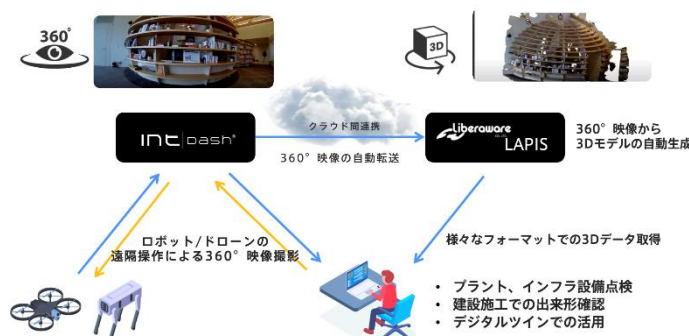 360°
3D
クラウド間連携
int|DASH®
Liberaware
LAPIS
360°映像から
3Dモデルの自動生成
360°映像の自動転送
ロボット/ドローンの
遠隔操作による360°映像撮影
様々なフォーマットでの3Dデータ取得
• プラント、インフラ設備点検
• 建設施工での出来形確認
• デジタルツインでの活用